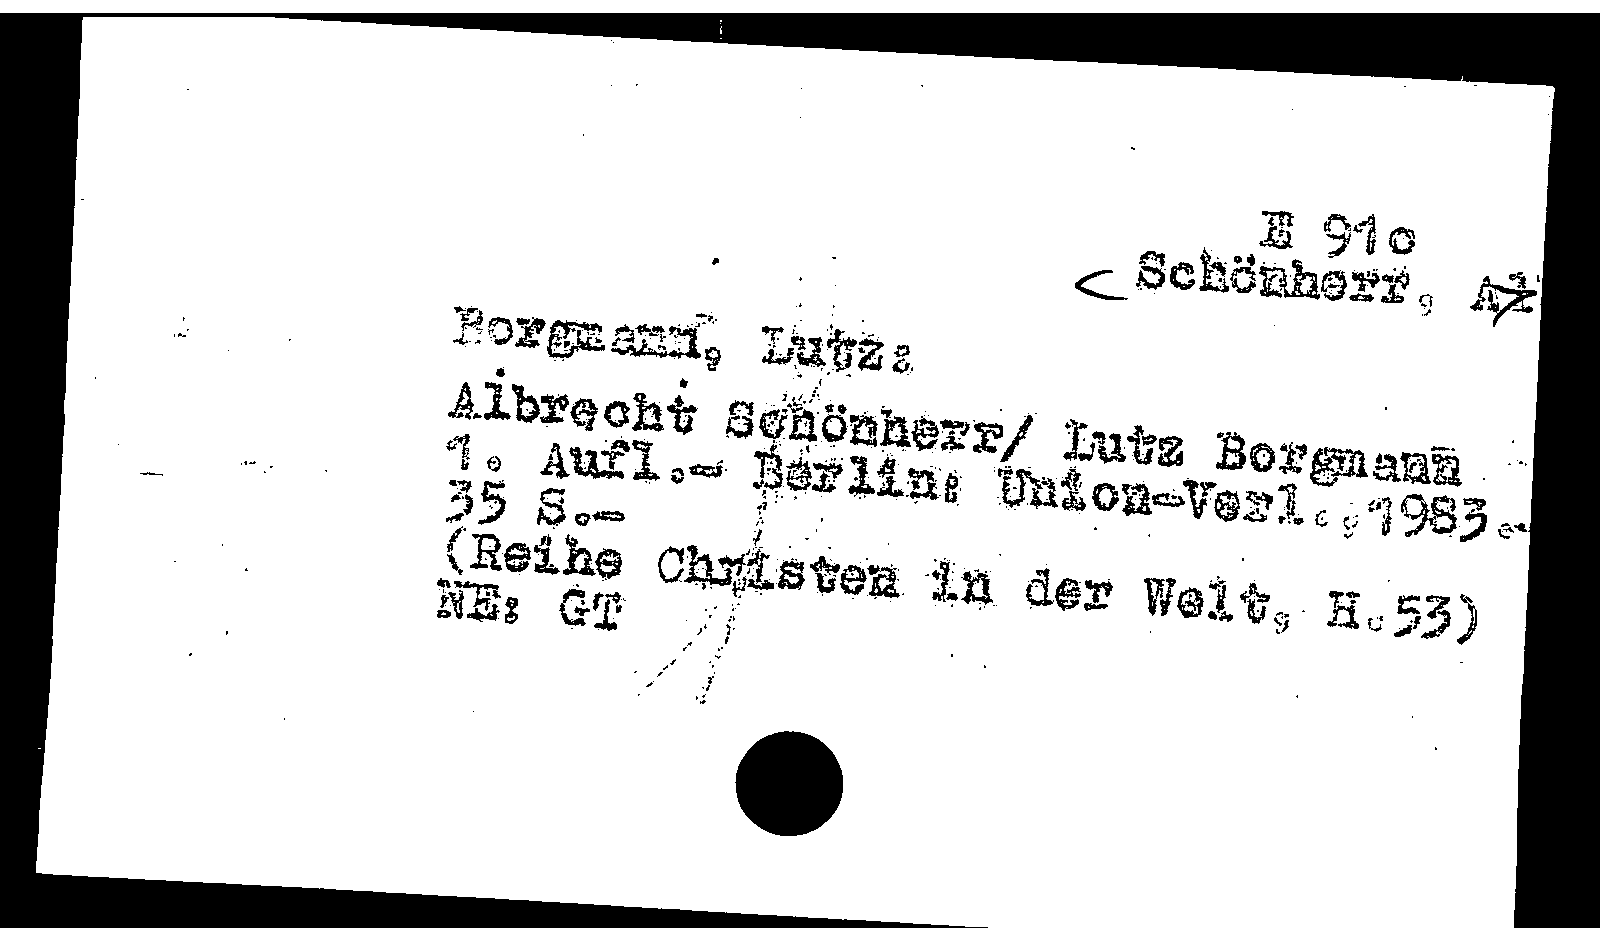 E 91c
Schönherr, Al
Borgmann, Lutz:
Albrecht Schönherr/ Lutz Borgmann
1. Aufl.- Berlin: Union-Verl.,1983.-
35 S.-
(Reihe Christen in der Welt, H.53)
NE: GT